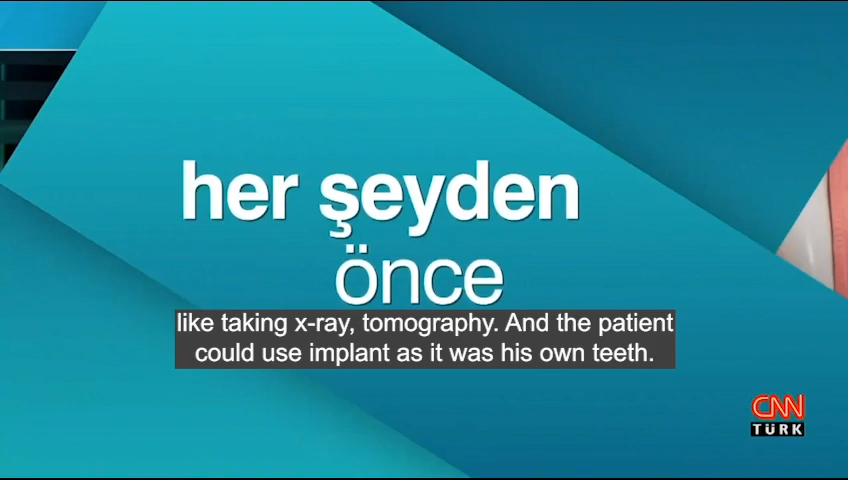 her şeyden
önce
like taking x-ray, tomography. And the patient
could use implant as it was his own teeth.
CNN
TÜRK